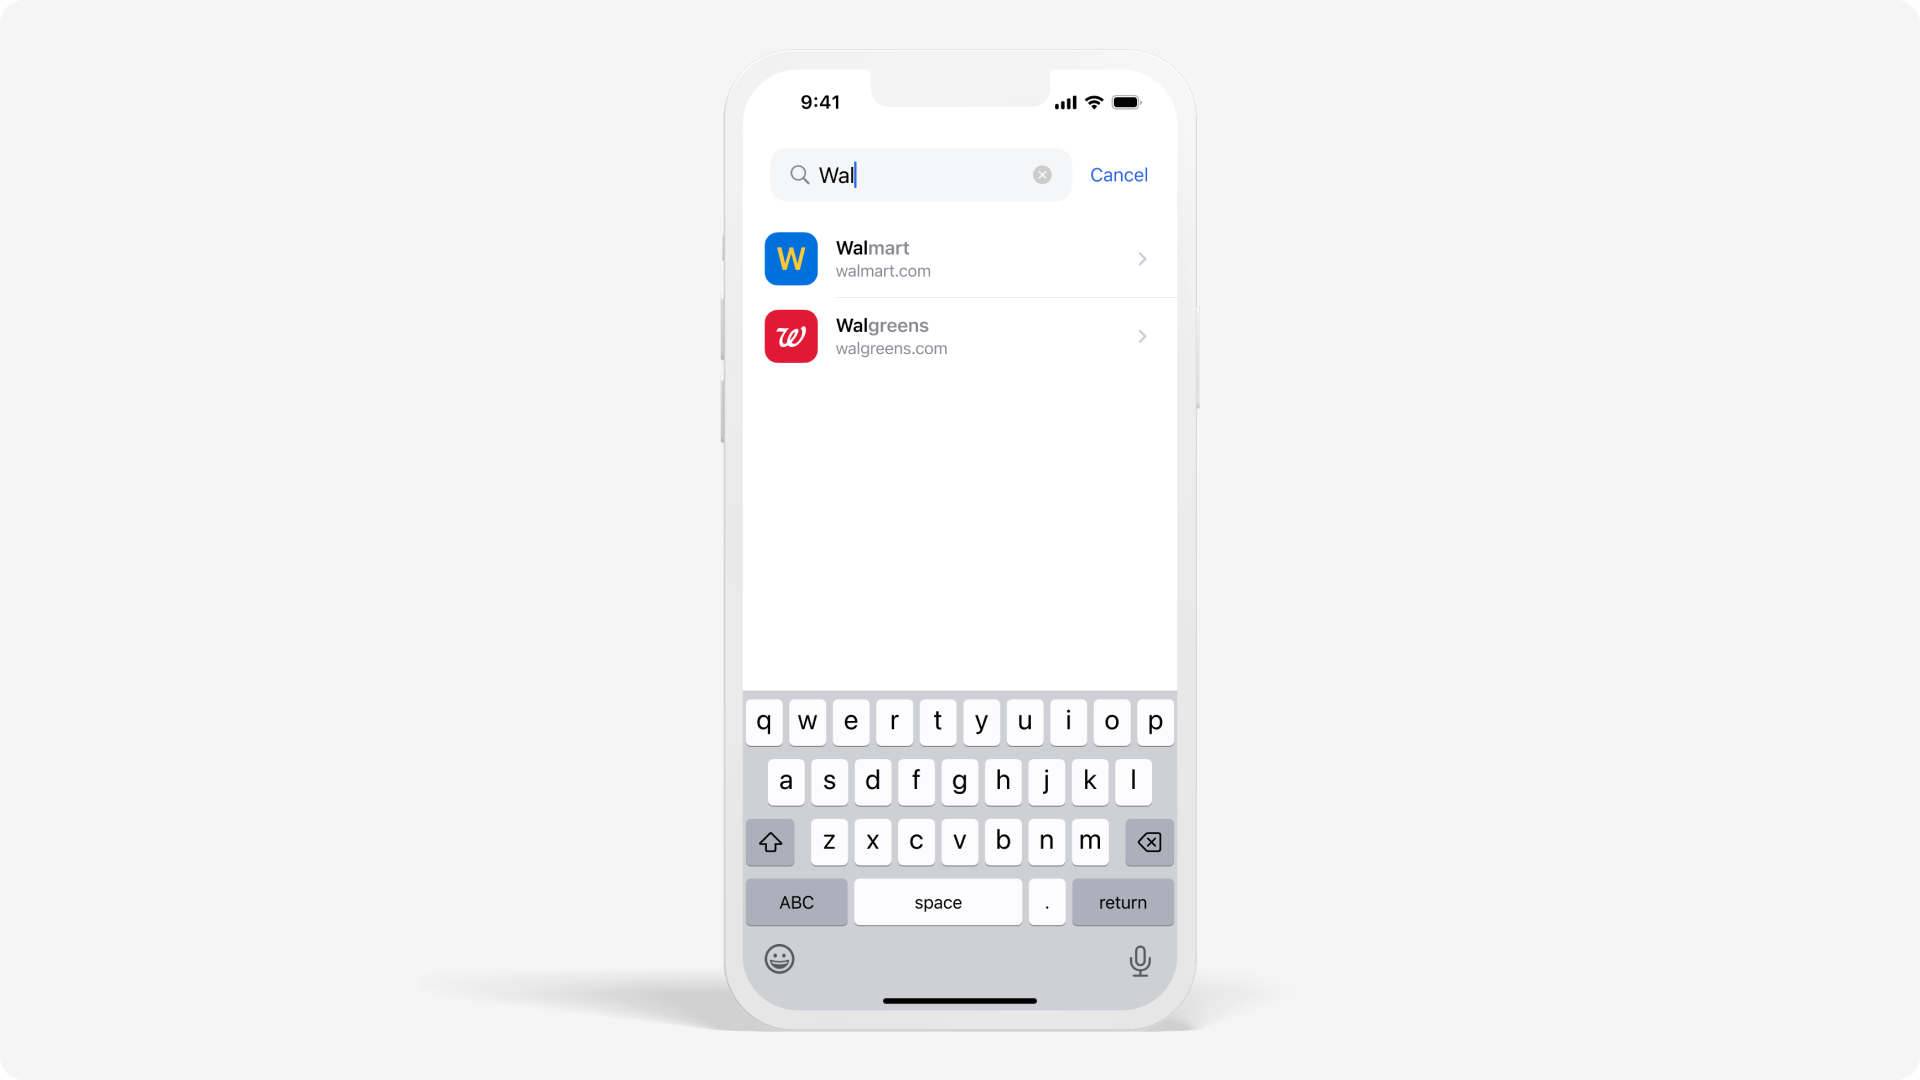 9:41
Wal
Cancel
W
Walmart
walmart.com
W
Walgreens
walgreens.com
q w e r t y u i o p
a s d f g h j k l
z x c v b n m
ABC space . return